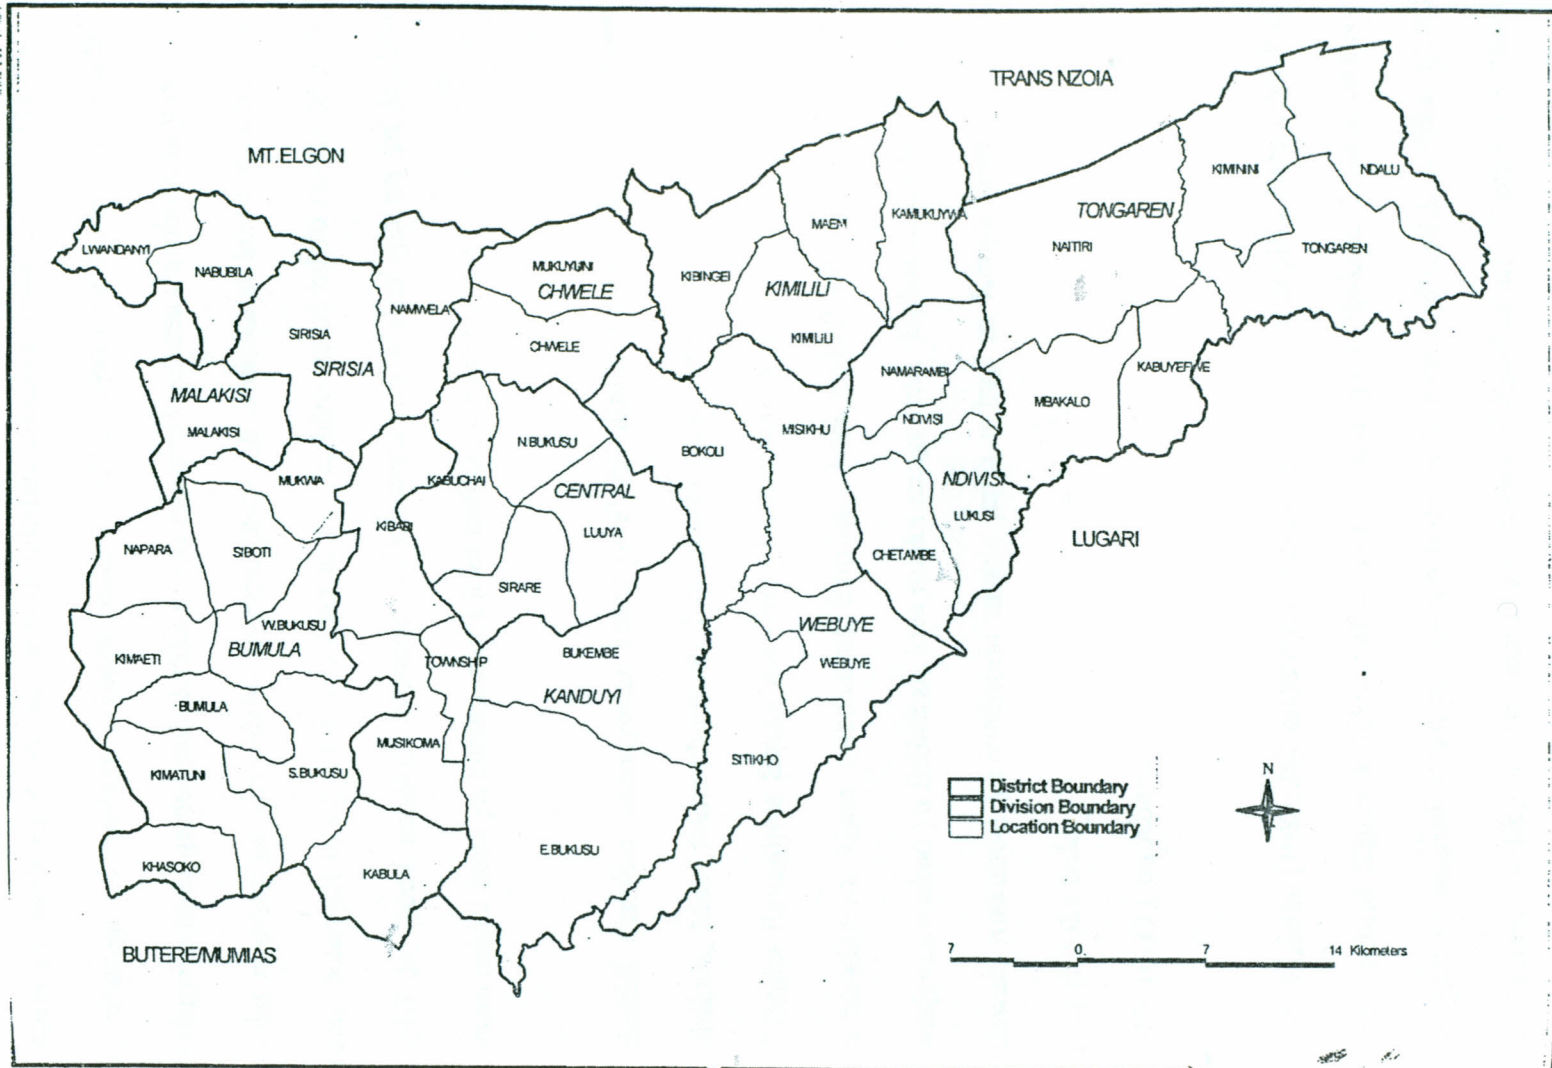 TRANS NZOIA
MT.ELGON
KIMININI
NDALU
LWANDANYI
NABUBILA
MUKUYUNI
CHWELE
KIBINGEI
MAENI
KAMUKUYWA
TONGAREN
NAITIRI
TONGAREN
SIRISIA
NAMWELA
CHWELE
KIMILILI
KIMILILI
SIRISIA
MALAKISI
MALAKISI
NAMARAMBI
NDIVISI
MBAKALO
MISIKHU
BOKOLI
N.BUKUSU
MUKWA
KABUCHAI
CENTRAL
NDIVISI
LUKUSI
KIBABI
LUUYA
LUGARI
NAPARA
SIBOTI
CHETAMBE
SIRARE
W.BUKUSU
BUMULA
WEBUYE
KIMAETI
TOWNSHIP
BUKEMBE
WEBUYE
KANDUYI
BUMULA
MUSIKOMA
SITIKHO
KIMATUNI
S.BUKUSU
N
District Boundary
Division Boundary
Location Boundary
KHASOKO
KABULA
E.BUKUSU
BUTERE/MUMIAS
7 0 7 14 Kilometers